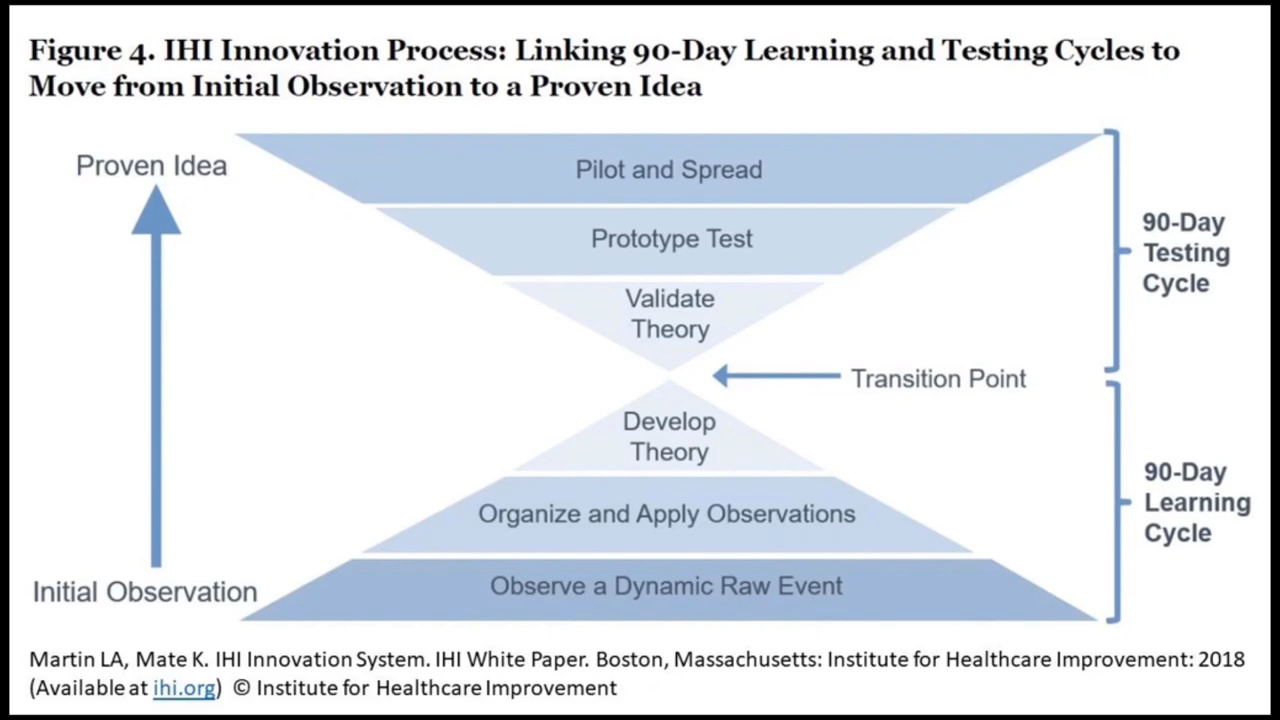 Figure 4. IHI Innovation Process: Linking 90-Day Learning and Testing Cycles to
Move from Initial Observation to a Proven Idea
Proven Idea
Pilot and Spread
Prototype Test
Validate
Theory
90-Day
Testing
Cycle
Transition Point
Develop
Theory
Organize and Apply Observations
Observe a Dynamic Raw Event
90-Day
Learning
Cycle
Initial Observation
Martin LA, Mate K. IHI Innovation System. IHI White Paper. Boston, Massachusetts: Institute for Healthcare Improvement: 2018
(Available at ihi.org) © Institute for Healthcare Improvement